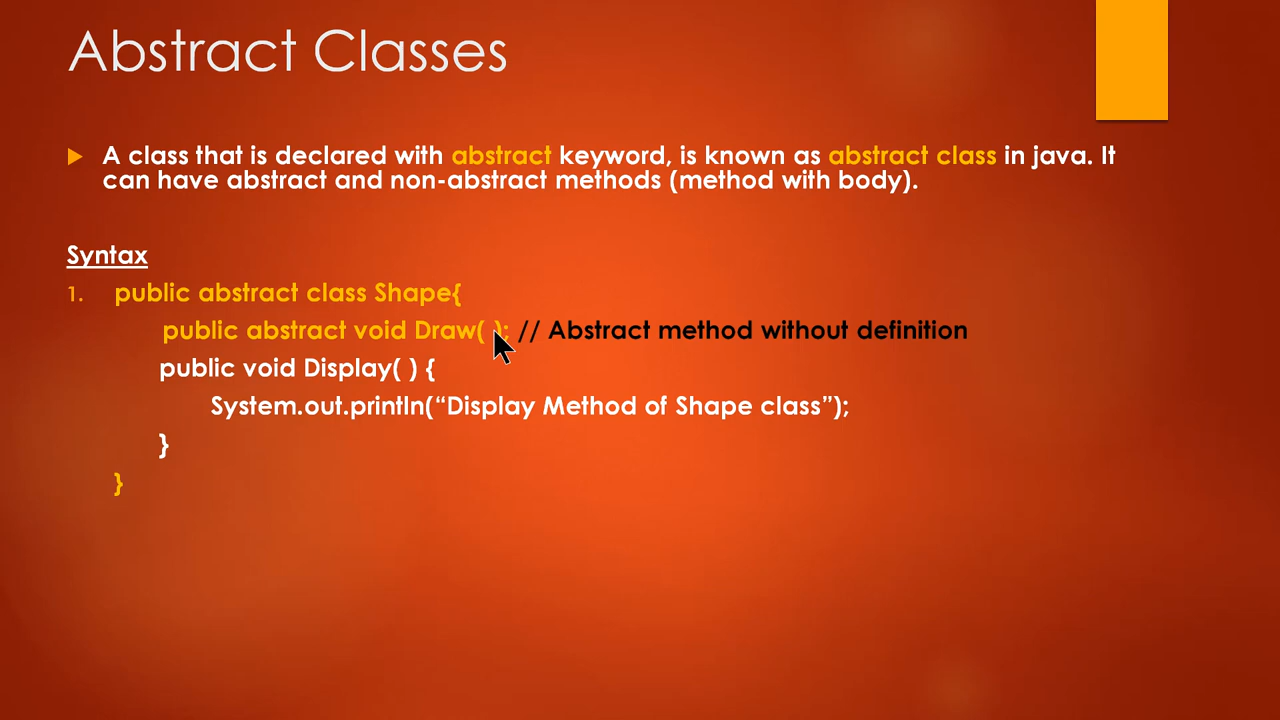 Abstract Classes
A class that is declared with abstract keyword, is known as abstract class in java. It
can have abstract and non-abstract methods (method with body).
Syntax
1. public abstract class Shape{
public abstract void Draw( ); // Abstract method without definition
public void Display( ) {
System.out.println(“Display Method of Shape class”);
}
}